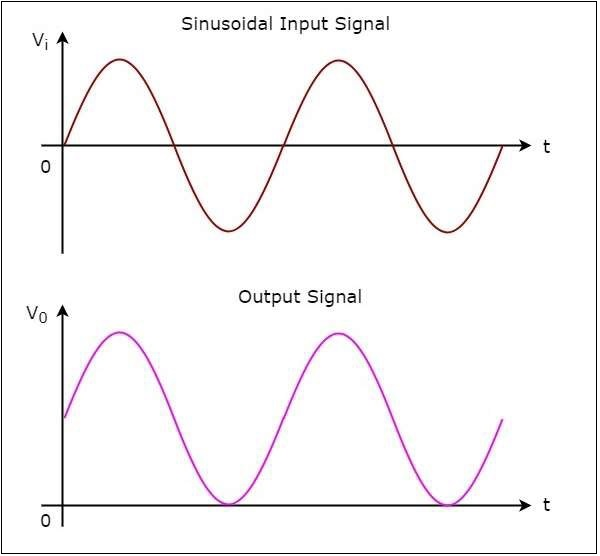 Sinusoidal Input Signal
Vi
t
0
Output Signal
V0
t
0